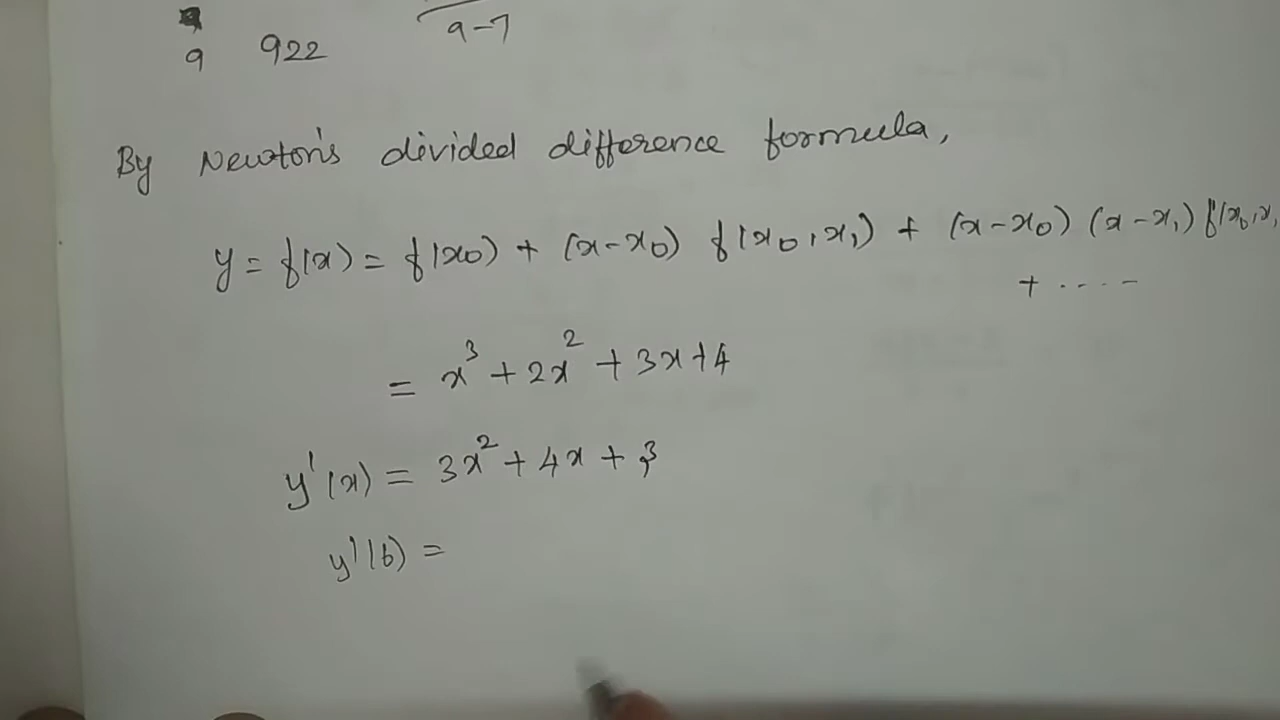 9-7
9 922
By Newton's divided difference formula,
y = f(x) = f(x0) + (x-x0) f(x0,x1) + (x-x0) (x-x1) f(x0,x1
+ ....
= x³ + 2x² + 3x+4
y'(x) = 3x² + 4x + 3
y'(6) =